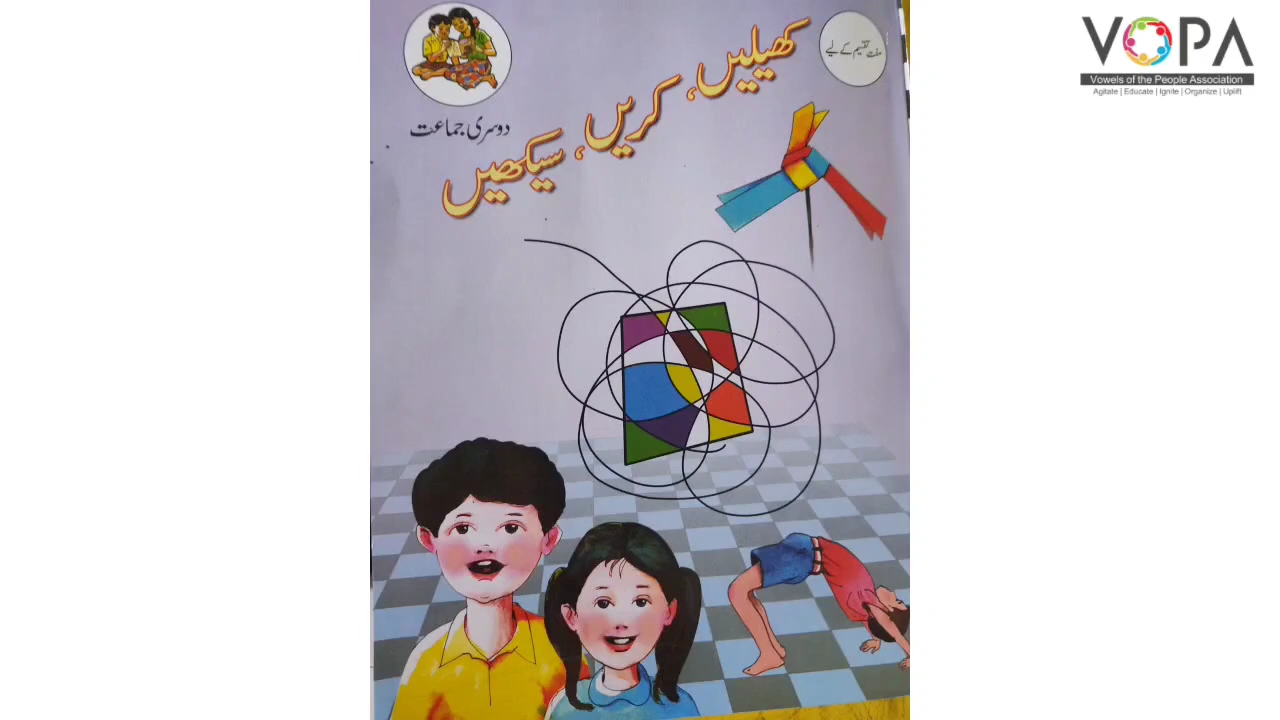 مفت تقسیم کے لیے
کھیلیں، کریں، سیکھیں
دوسری جماعت
VOPA
Vowels of the People Association
Agitate | Educate | Ignite | Organize | Uplift